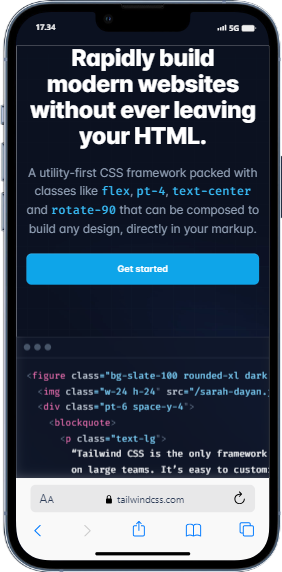 17.34 5G
Rapidly build
modern websites
without ever leaving
your HTML.
A utility-first CSS framework packed with
classes like flex, pt-4, text-center
and rotate-90 that can be composed to
build any design, directly in your markup.
Get started
<figure class="bg-slate-100 rounded-xl dark
<img class="w-24 h-24" src="/sarah-dayan.j
<div class="pt-6 space-y-4">
<blockquote>
<p class="text-lg">
“Tailwind CSS is the only framework
on large teams. It’s easy to customi
AA tailwindcss.com